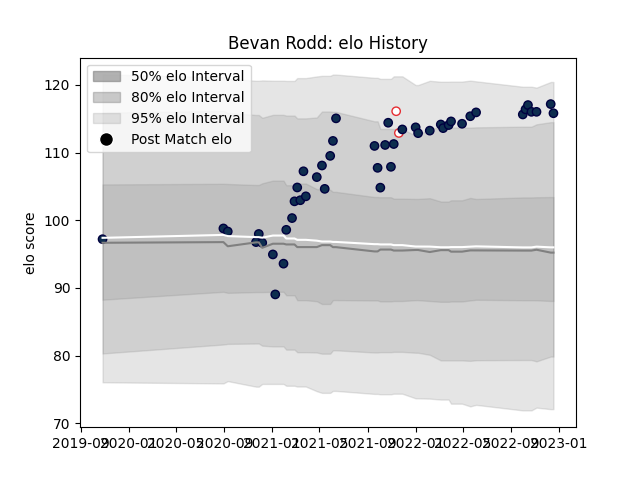 Bevan Rodd: elo History
50% elo Interval
80% elo Interval
95% elo Interval
Post Match elo
elo score
120
110
100
90
80
70
2019-09 2020-01 2020-05 2020-09 2021-01 2021-05 2021-09 2022-01 2022-05 2022-09 2023-01